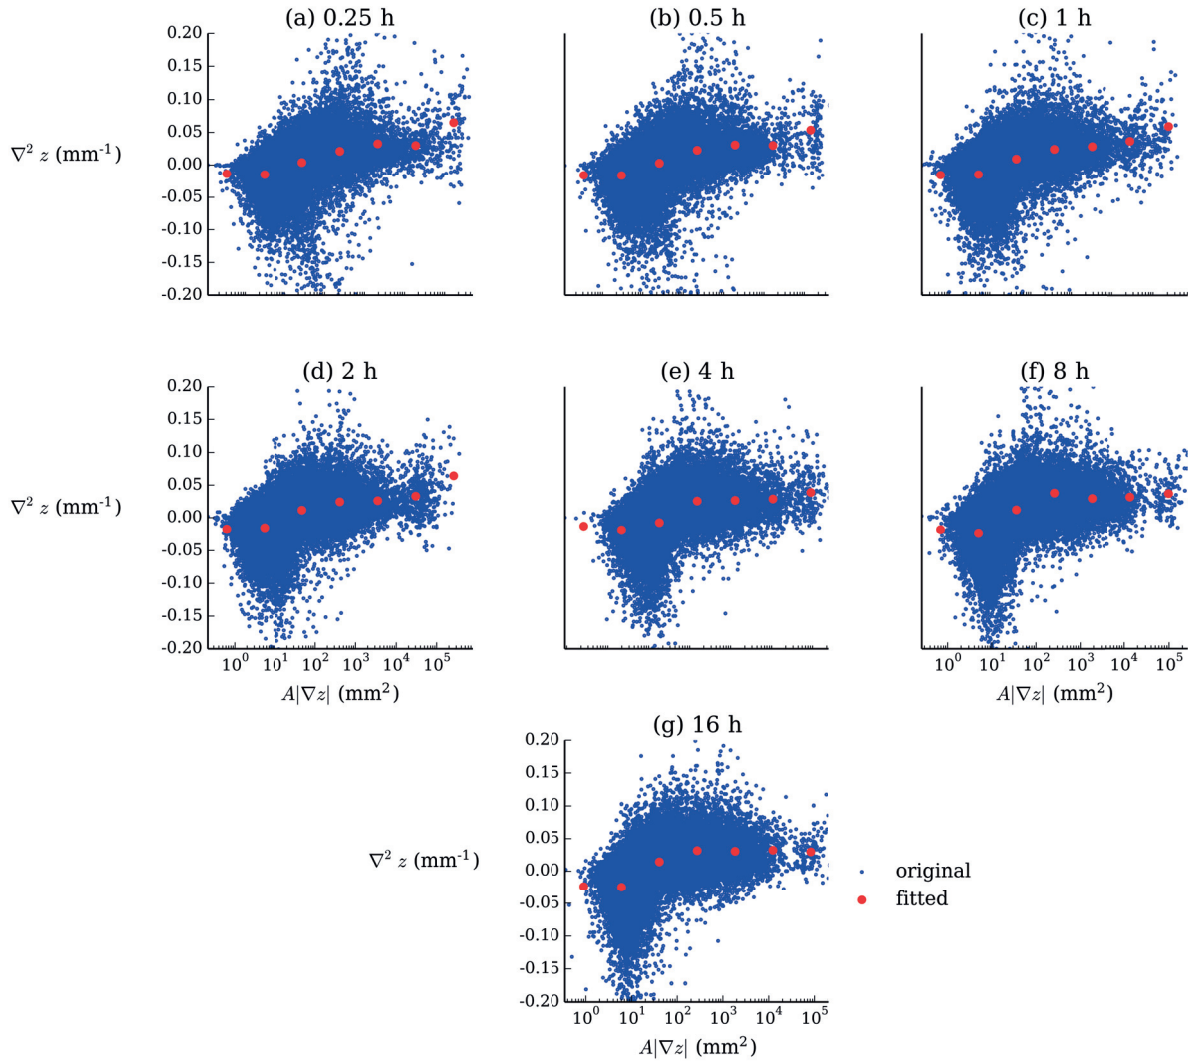 (a) 0.25 h
(b) 0.5 h
(c) 1 h
∇² z (mm⁻¹)
0.20
0.15
0.10
0.05
0.00
-0.05
-0.10
-0.15
-0.20
(d) 2 h
(e) 4 h
(f) 8 h
∇² z (mm⁻¹)
0.20
0.15
0.10
0.05
0.00
-0.05
-0.10
-0.15
-0.20
10⁰ 10¹ 10² 10³ 10⁴ 10⁵
A|∇z| (mm²)
10⁰ 10¹ 10² 10³ 10⁴ 10⁵
A|∇z| (mm²)
(g) 16 h
∇² z (mm⁻¹)
0.20
0.15
0.10
0.05
0.00
-0.05
-0.10
-0.15
-0.20
10⁰ 10¹ 10² 10³ 10⁴ 10⁵
A|∇z| (mm²)
original
fitted